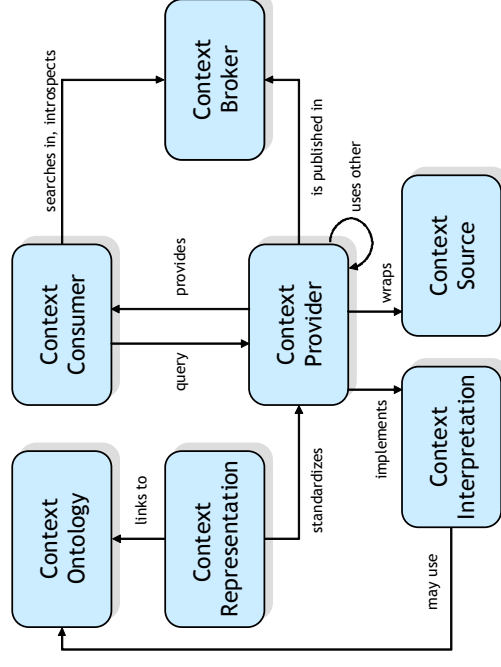 Context
Ontology
Context
Consumer
searches in, introspects
links to
query
provides
Context
Broker
Context
Representation
standardizes
Context
Provider
is published in
uses other
implements
wraps
may use
Context
Interpretation
Context
Source